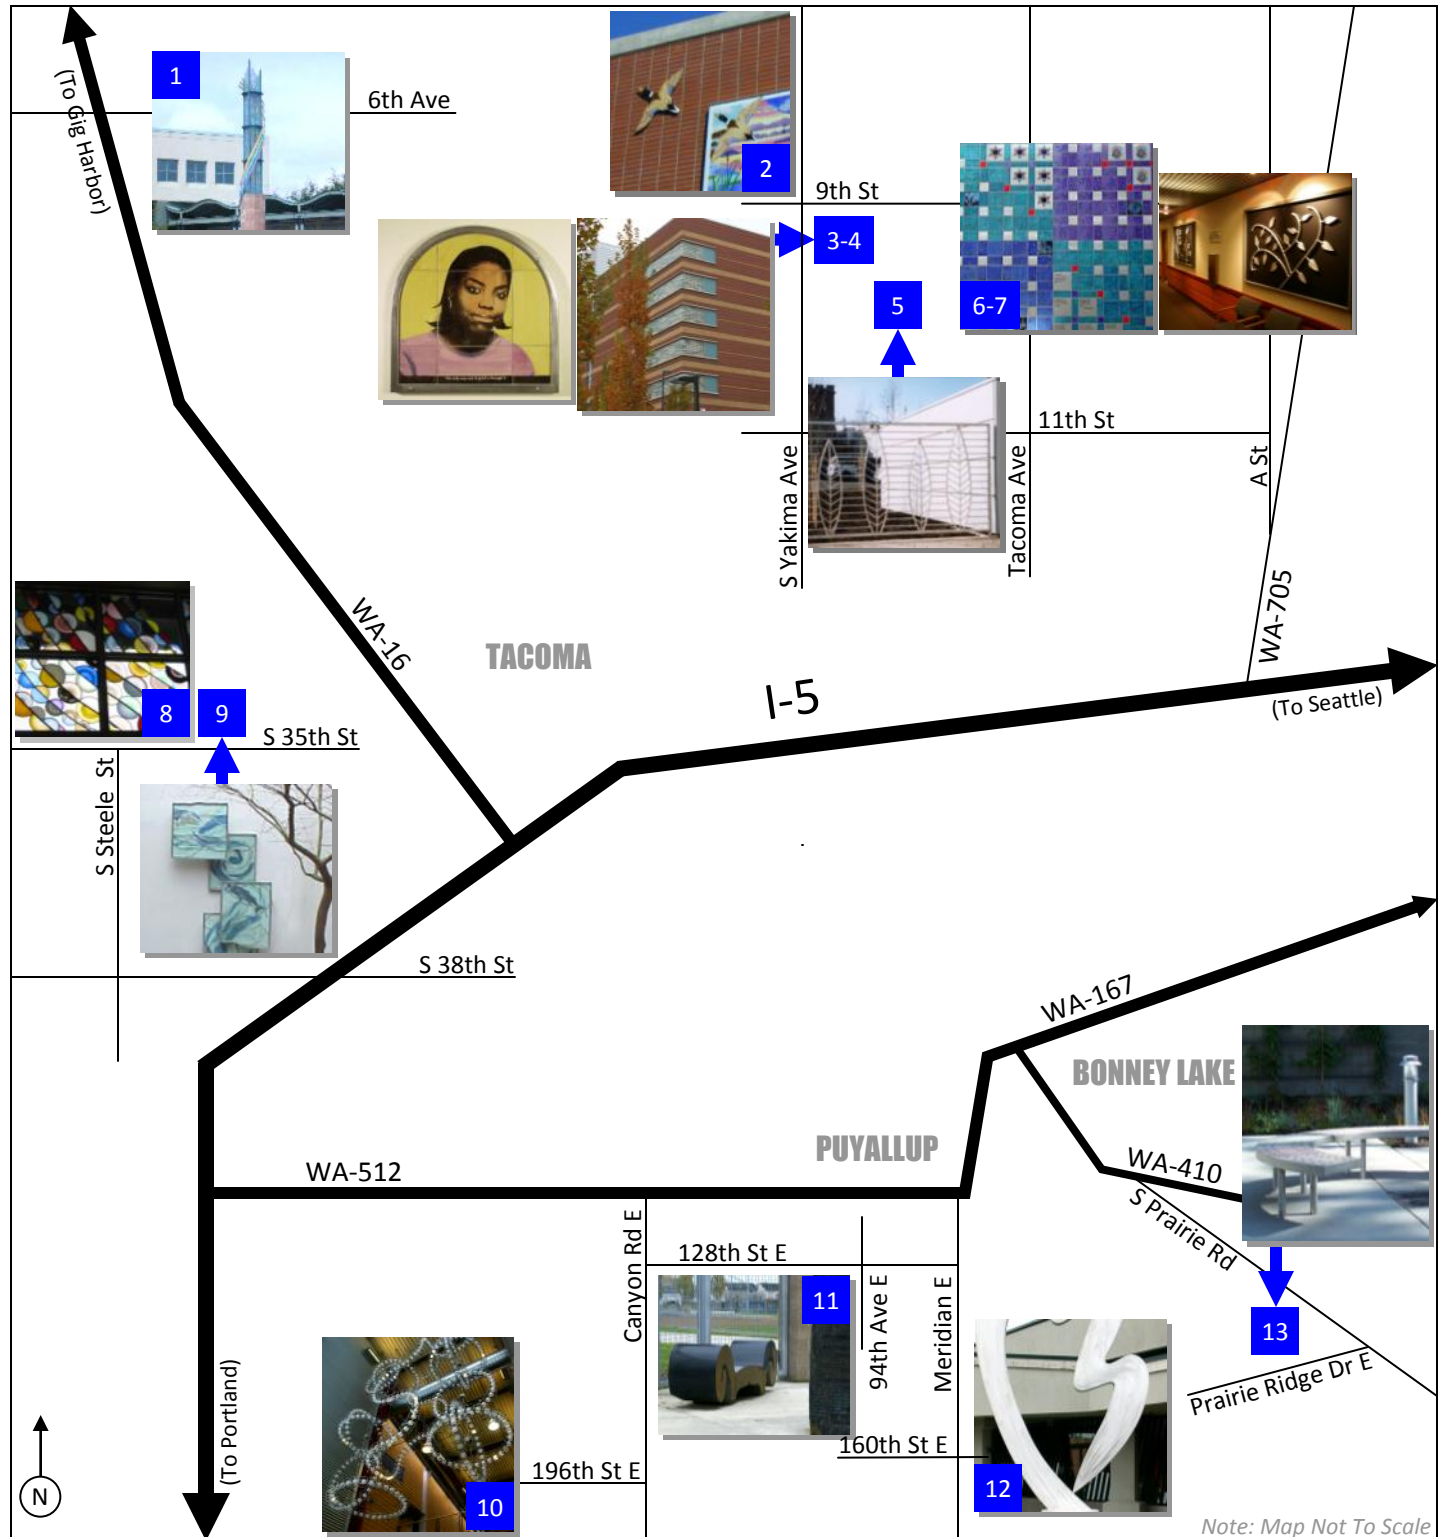 1
(To Gig Harbor)
6th Ave
2
9th St
3-4
5
6-7
11th St
S Yakima Ave
Tacoma Ave
A St
WA-705
WA-16
TACOMA
I-5
(To Seattle)
8
9
S 35th St
S Steele St
S 38th St
WA-167
BONNEY LAKE
PUYALLUP
WA-512
WA-410
S Prairie Rd
Canyon Rd E
128th St E
11
94th Ave E
Meridian E
13
Prairie Ridge Dr E
(To Portland)
160th St E
196th St E
10
12
N
Note: Map Not To Scale